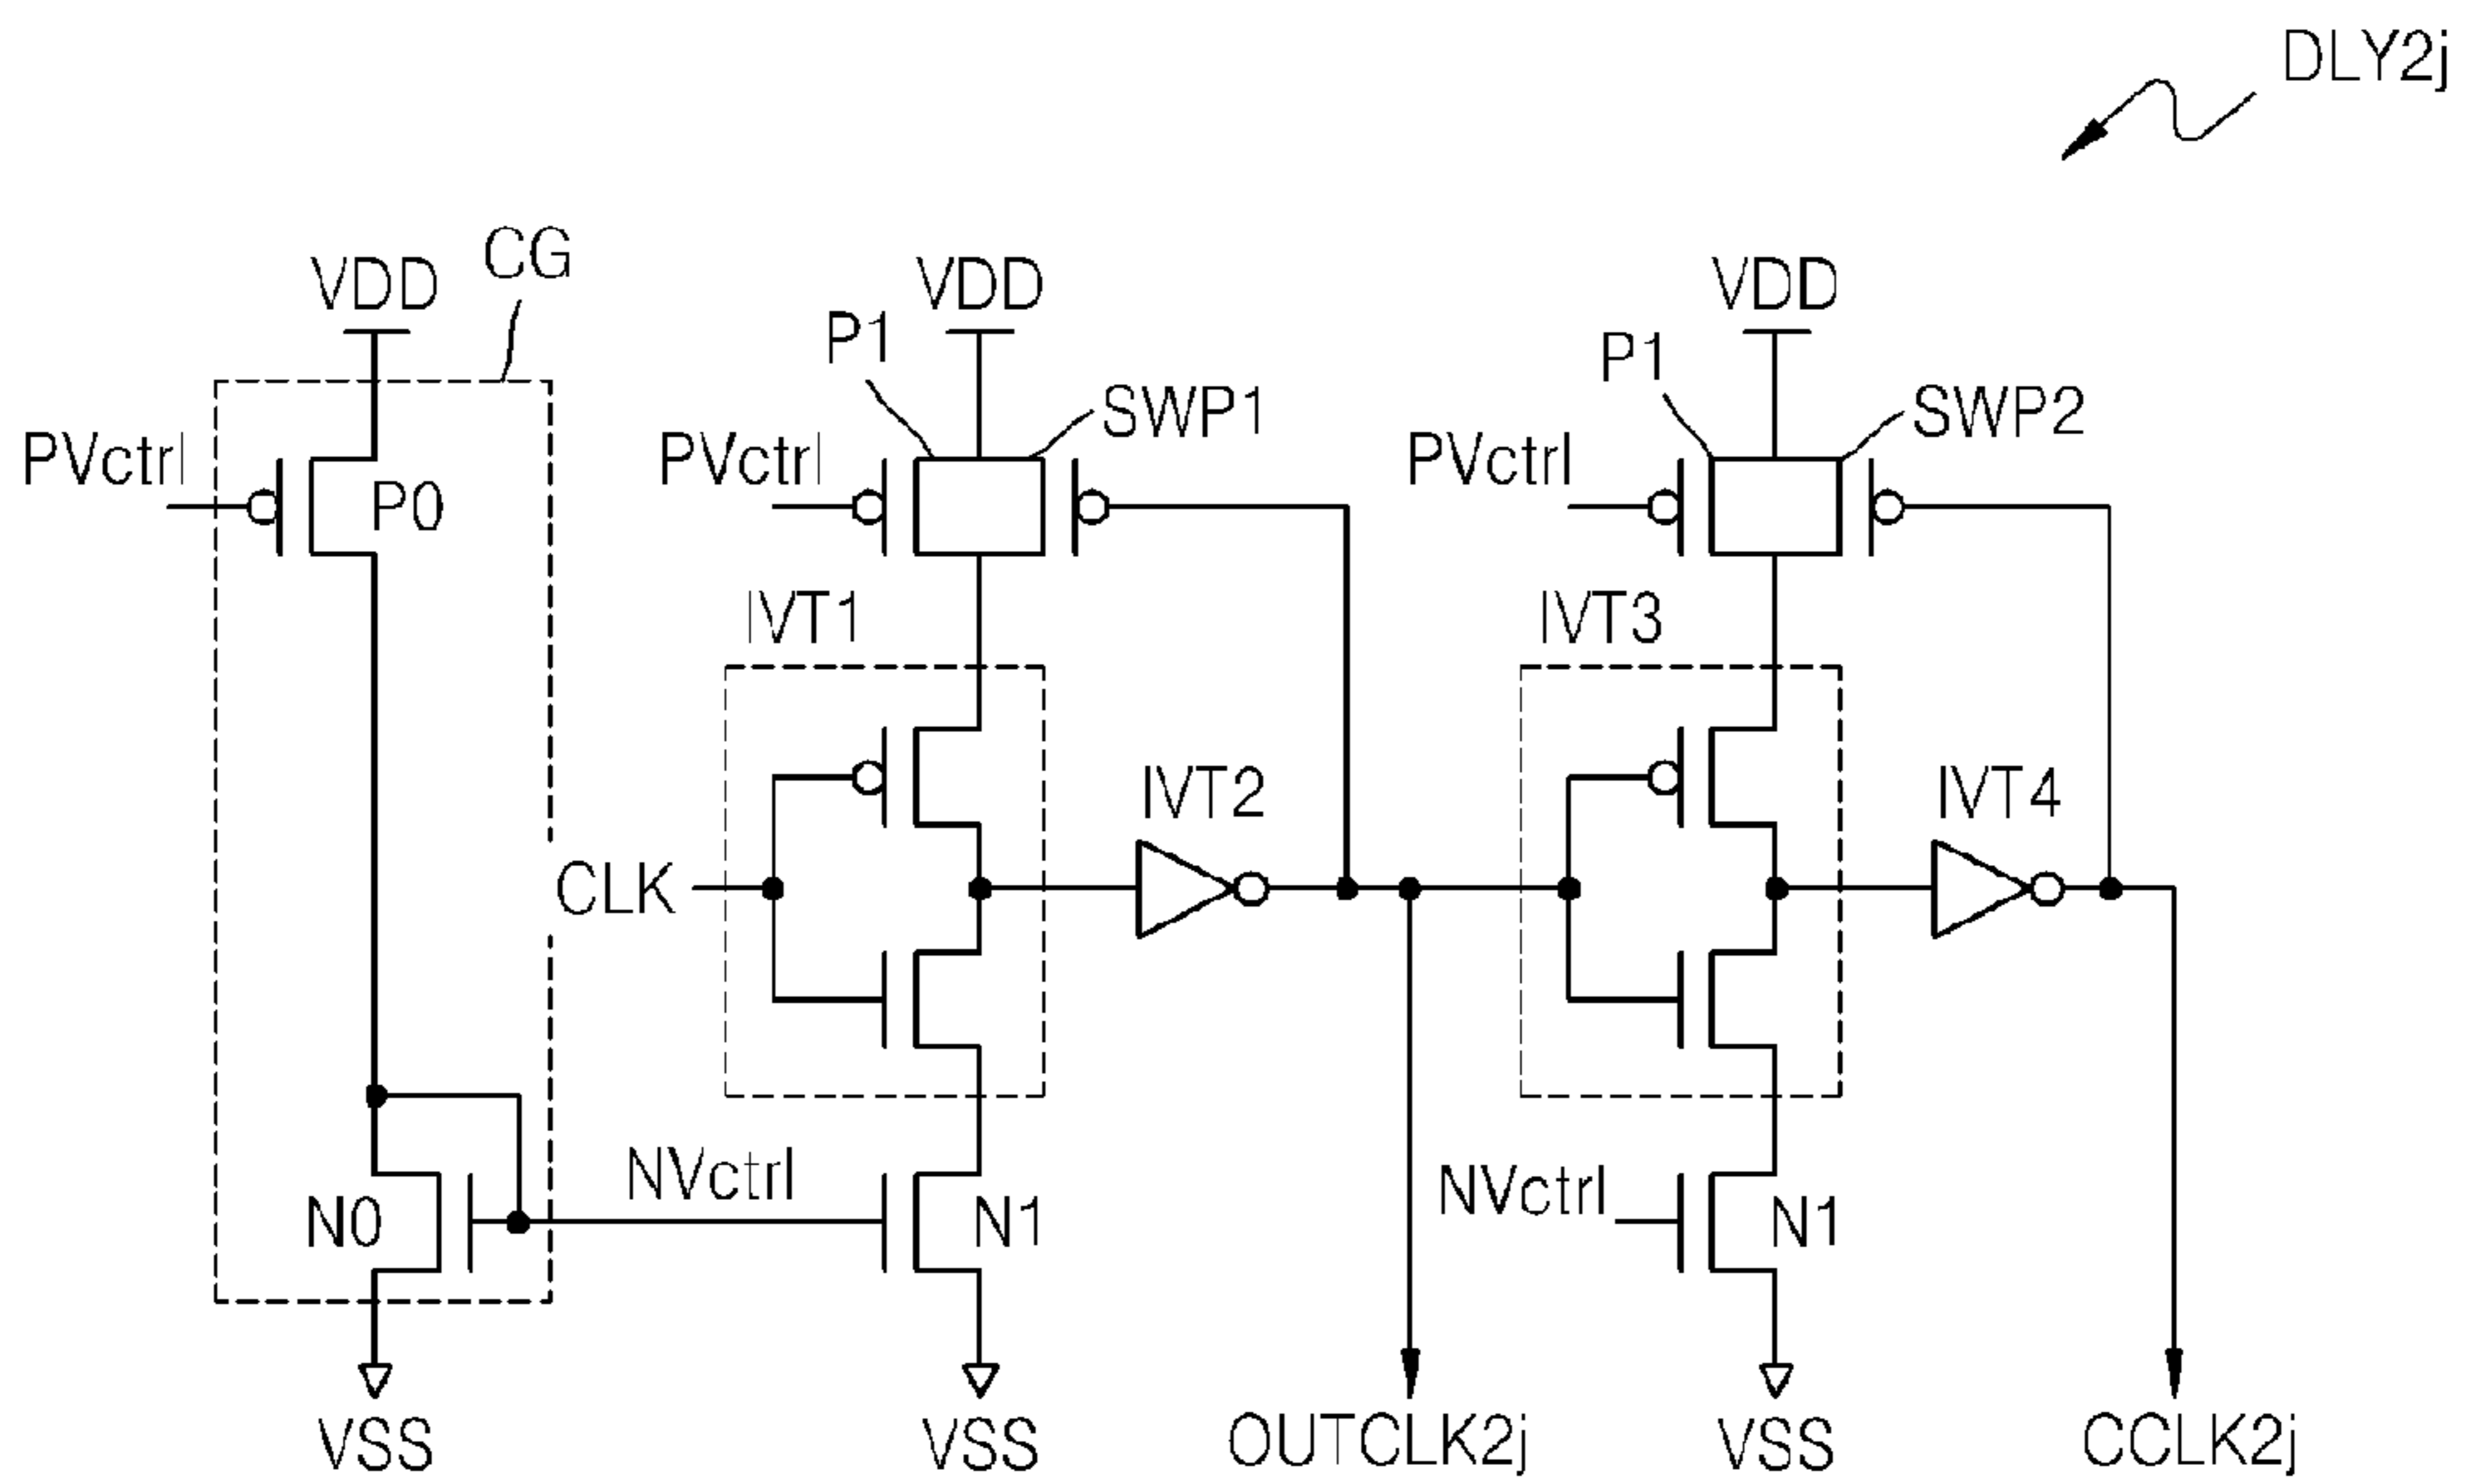 DLY2j
CG
VDD
VDD
VDD
P1
P1
SWP1
SWP2
PVctrl
PVctrl
PVctrl
P0
IVT1
IVT3
IVT2
IVT4
CLK
NVctrl
NVctrl
N0
N1
N1
VSS
VSS
OUTCLK2j
VSS
CCLK2j